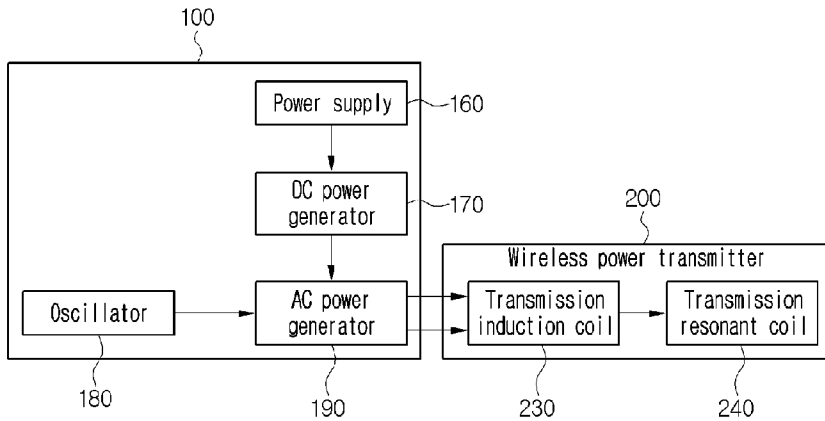 100
Power supply
160
DC power
generator
170
200
Wireless power transmitter
Oscillator
AC power
generator
Transmission
induction coil
Transmission
resonant coil
180
190
230
240